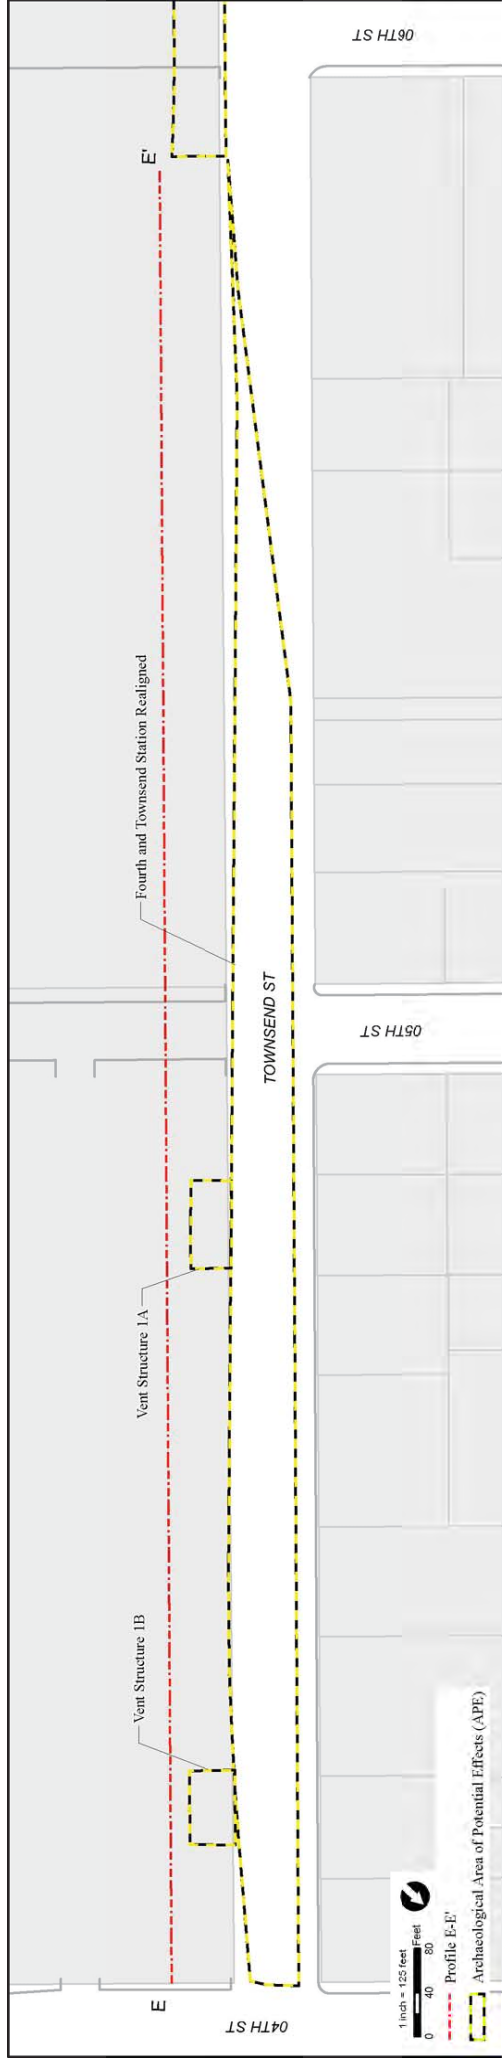 06TH ST
E'
Fourth and Townsend Station Realigned
TOWNSEND ST
05TH ST
Vent Structure 1A
Vent Structure 1B
E
04TH ST
1 inch = 125 feet
Feet
0 40 80
Profile E-E'
Archaeological Area of Potential Effects (APE)